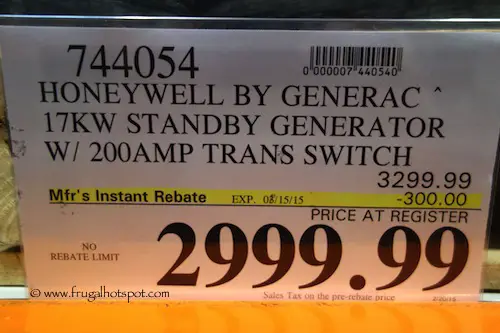 744054
0 000007 440540
HONEYWELL BY GENERAC ^
17KW STANDBY GENERATOR
W/ 200AMP TRANS SWITCH
3299.99
Mfr's Instant Rebate EXP. 08/15/15 -300.00
PRICE AT REGISTER
NO
REBATE LIMIT
2999.99
Sales Tax on the pre-rebate price
© www.frugalhotspot.com